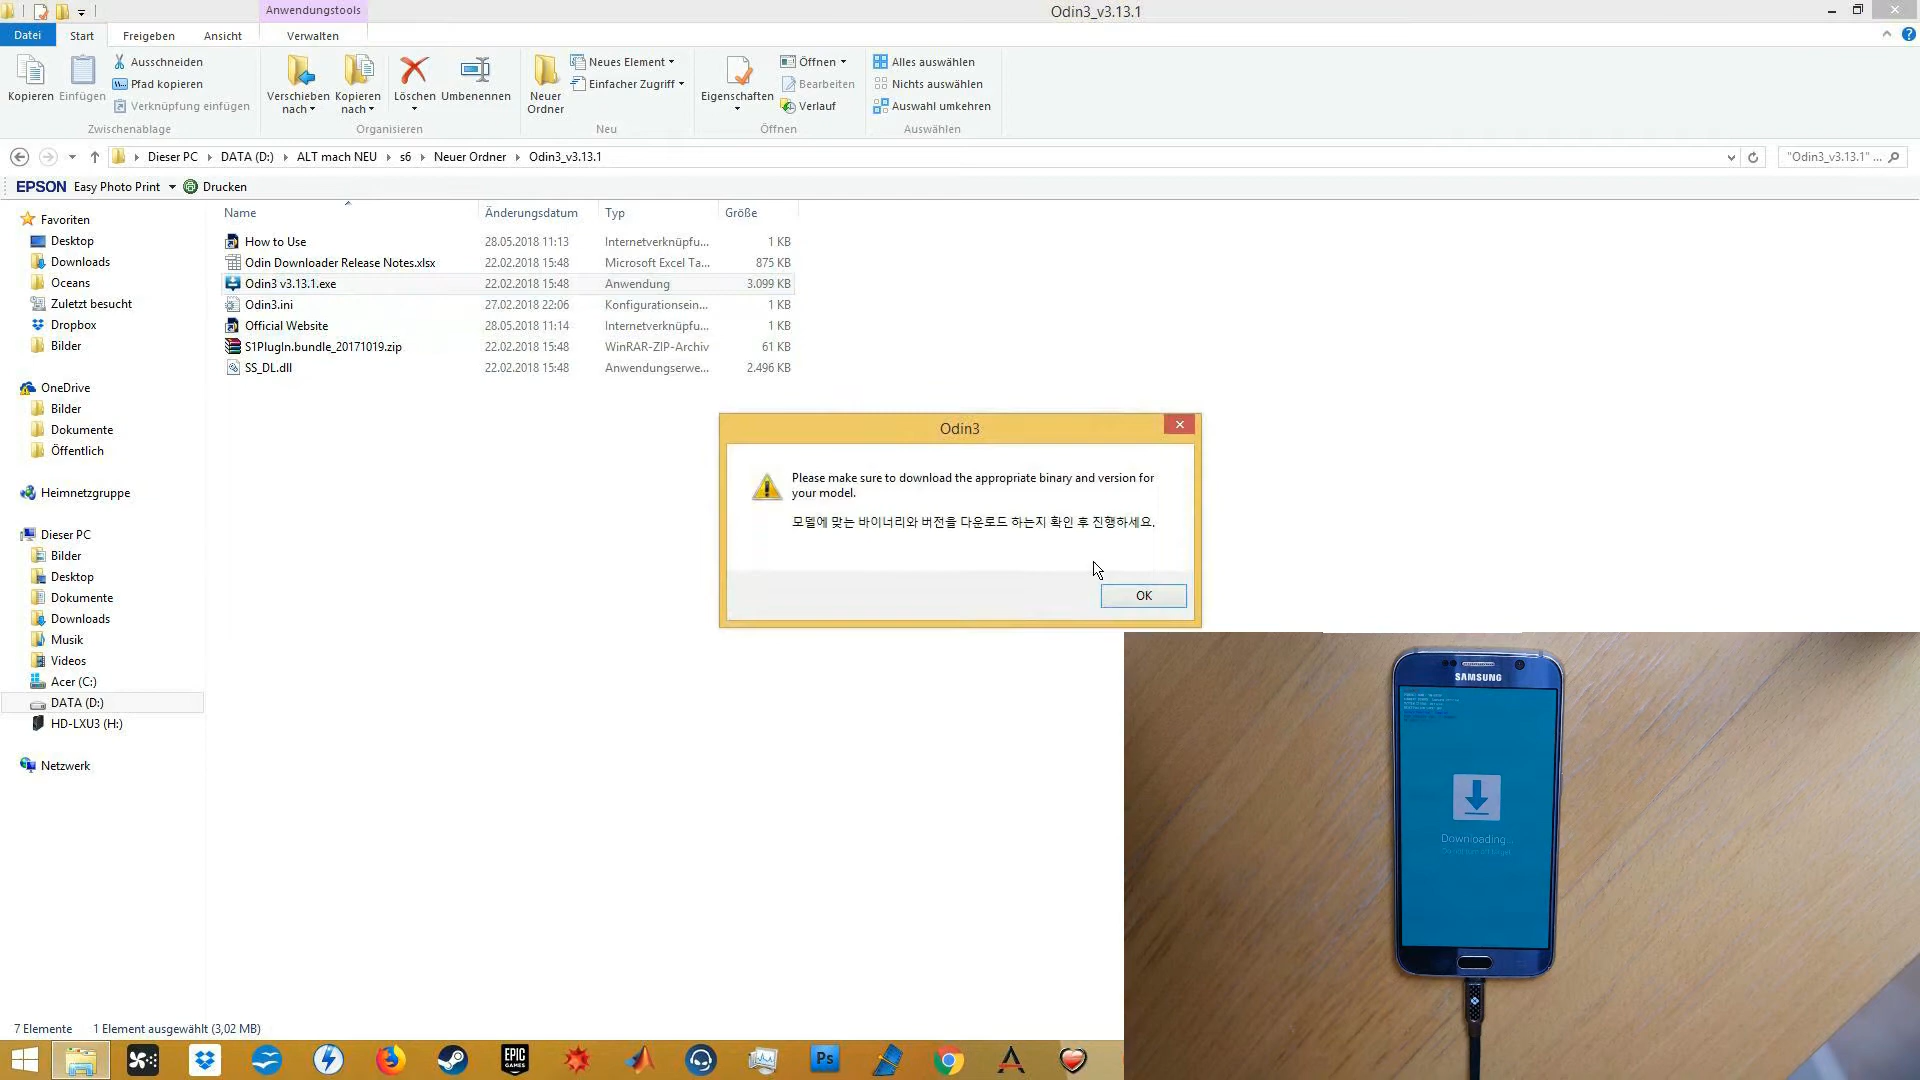 Anwendungstools
Odin3_v3.13.1
Datei
Start
Freigeben
Ansicht
Verwalten
Kopieren
Einfügen
Ausschneiden
Pfad kopieren
Verknüpfung einfügen
Zwischenablage
Verschieben nach
Kopieren nach
Löschen
Umbenennen
Organisieren
Neuer Ordner
Neues Element
Einfacher Zugriff
Neu
Eigenschaften
Öffnen
Bearbeiten
Verlauf
Öffnen
Alles auswählen
Nichts auswählen
Auswahl umkehren
Auswählen
Dieser PC
DATA (D:)
ALT mach NEU
s6
Neuer Ordner
Odin3_v3.13.1
"Odin3_v3.13.1" ...
EPSON Easy Photo Print
Drucken
Name Änderungsdatum Typ Größe
How to Use 28.05.2018 11:13 Internetverknüpfu... 1 KB
Odin Downloader Release Notes.xlsx 22.02.2018 15:48 Microsoft Excel Ta... 875 KB
Odin3 v3.13.1.exe 22.02.2018 15:48 Anwendung 3.099 KB
Odin3.ini 27.02.2018 22:06 Konfigurationsein... 1 KB
Official Website 28.05.2018 11:14 Internetverknüpfu... 1 KB
S1PlugIn.bundle_20171019.zip 22.02.2018 15:48 WinRAR-ZIP-Archiv 61 KB
SS_DL.dll 22.02.2018 15:48 Anwendungserwe... 2.496 KB
Favoriten
Desktop
Downloads
Oceans
Zuletzt besucht
Dropbox
Bilder
OneDrive
Bilder
Dokumente
Öffentlich
Heimnetzgruppe
Dieser PC
Bilder
Desktop
Dokumente
Downloads
Musik
Videos
Acer (C:)
DATA (D:)
HD-LXU3 (H:)
Netzwerk
Odin3
Please make sure to download the appropriate binary and version for
your model.
모델에 맞는 바이너리와 버전을 다운로드 하는지 확인 후 진행하세요.
OK
SAMSUNG
Downloading...
7 Elemente
1 Element ausgewählt (3,02 MB)
EPIC
GAMES
Ps